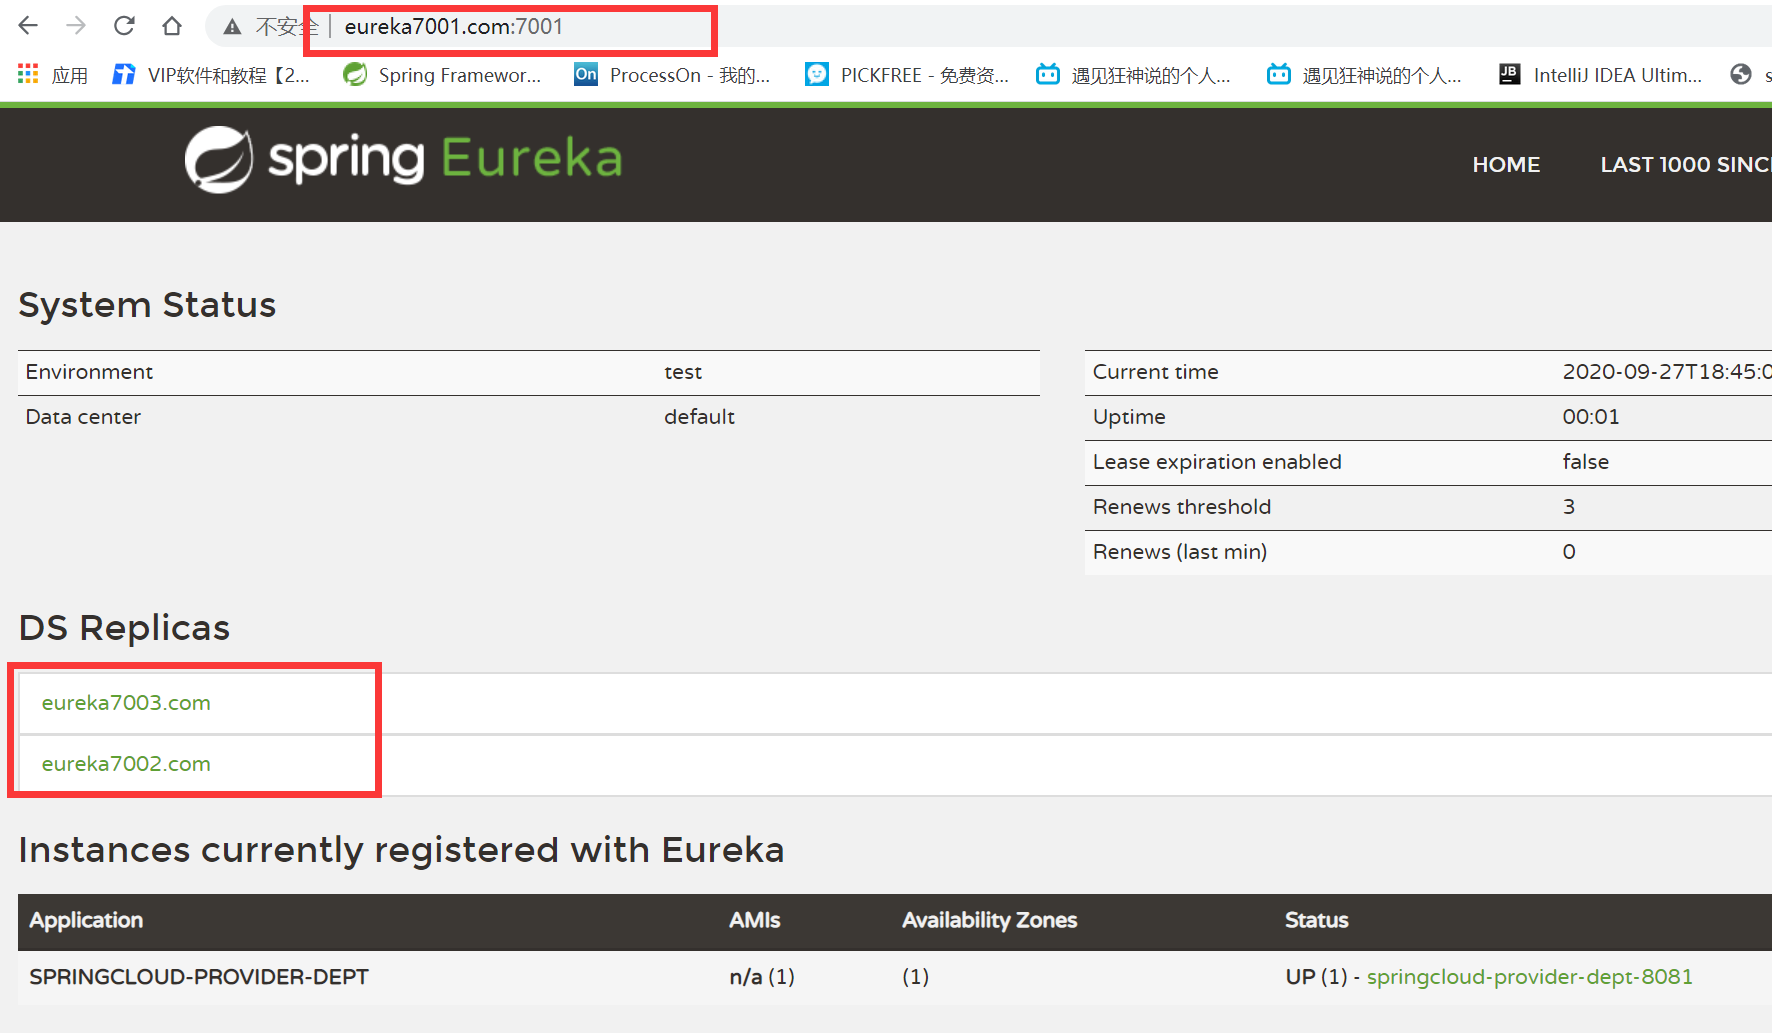 不安全 eureka7001.com:7001
应用 VIP软件和教程【2... Spring Framewor... On ProcessOn - 我的... PICKFREE - 免费资... 遇见狂神说的个人... 遇见狂神说的个人... JB IntelliJ IDEA Ultim... s
spring Eureka HOME LAST 1000 SINC
System Status
Environment test Current time 2020-09-27T18:45:0
Data center default Uptime 00:01
Lease expiration enabled false
Renews threshold 3
Renews (last min) 0
DS Replicas
eureka7003.com
eureka7002.com
Instances currently registered with Eureka
Application AMIs Availability Zones Status
SPRINGCLOUD-PROVIDER-DEPT n/a (1) (1) UP (1) - springcloud-provider-dept-8081